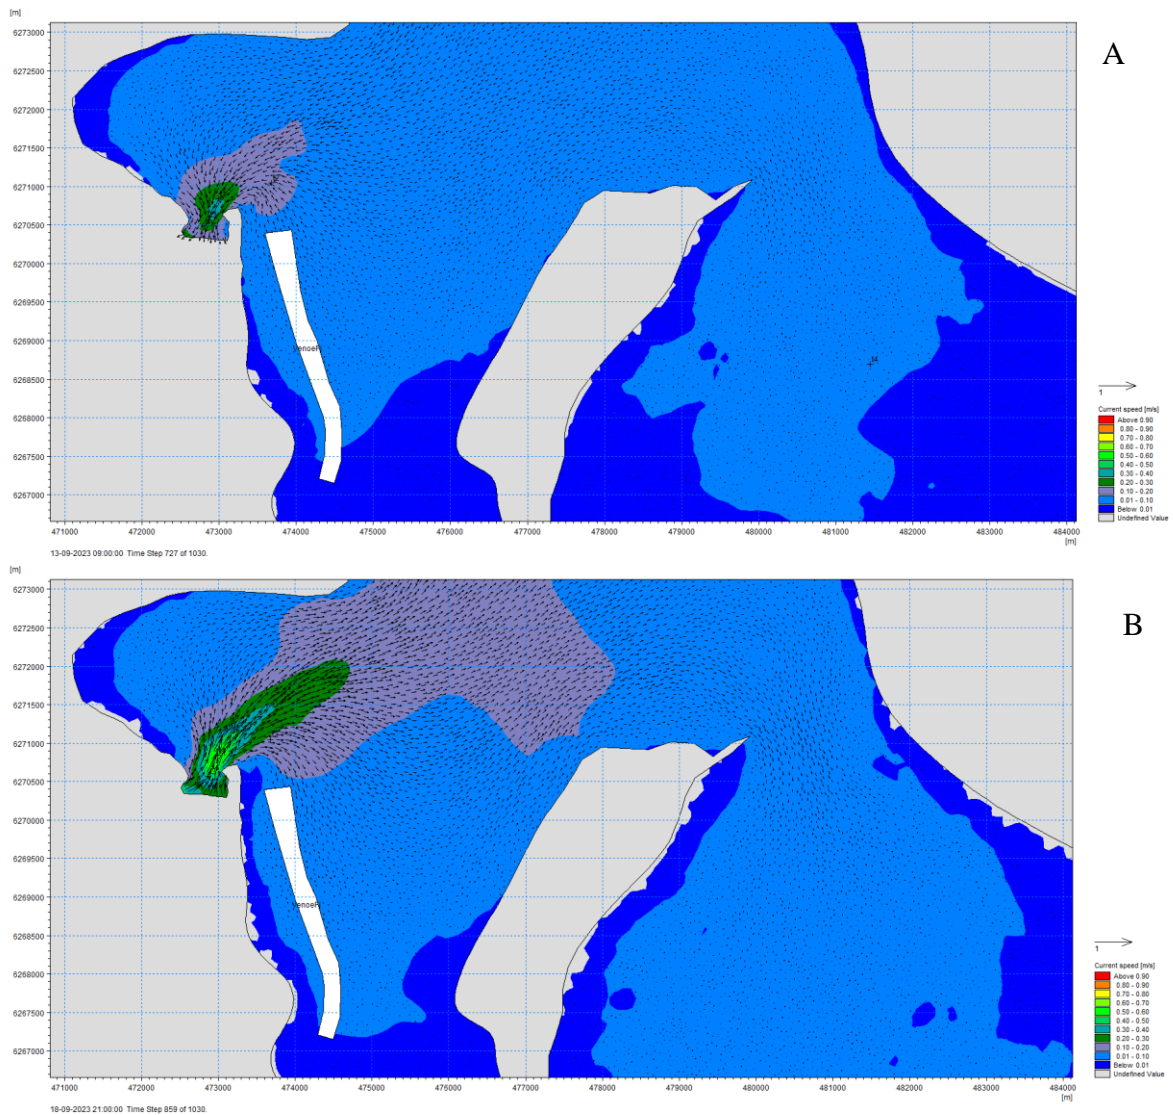 [m]
A
6273000
6272500
6272000
6271500
6271000
6270500
6270000
6269500
6269000
6268500
6268000
6267500
6267000
t4
1
Current speed [m/s]
Above 0.90
0.80 - 0.90
0.70 - 0.80
0.60 - 0.70
0.50 - 0.60
0.40 - 0.50
0.30 - 0.40
0.20 - 0.30
0.10 - 0.20
0.01 - 0.10
Below 0.01
Undefined Value
471000 472000 473000 474000 475000 476000 477000 478000 479000 480000 481000 482000 483000 484000
[m]
13-09-2023 09:00:00 Time Step 727 of 1030.
[m]
B
6273000
6272500
6272000
6271500
6271000
6270500
6270000
6269500
6269000
6268500
6268000
6267500
6267000
1
Current speed [m/s]
Above 0.90
0.80 - 0.90
0.70 - 0.80
0.60 - 0.70
0.50 - 0.60
0.40 - 0.50
0.30 - 0.40
0.20 - 0.30
0.10 - 0.20
0.01 - 0.10
Below 0.01
Undefined Value
471000 472000 473000 474000 475000 476000 477000 478000 479000 480000 481000 482000 483000 484000
[m]
18-09-2023 21:00:00 Time Step 859 of 1030.